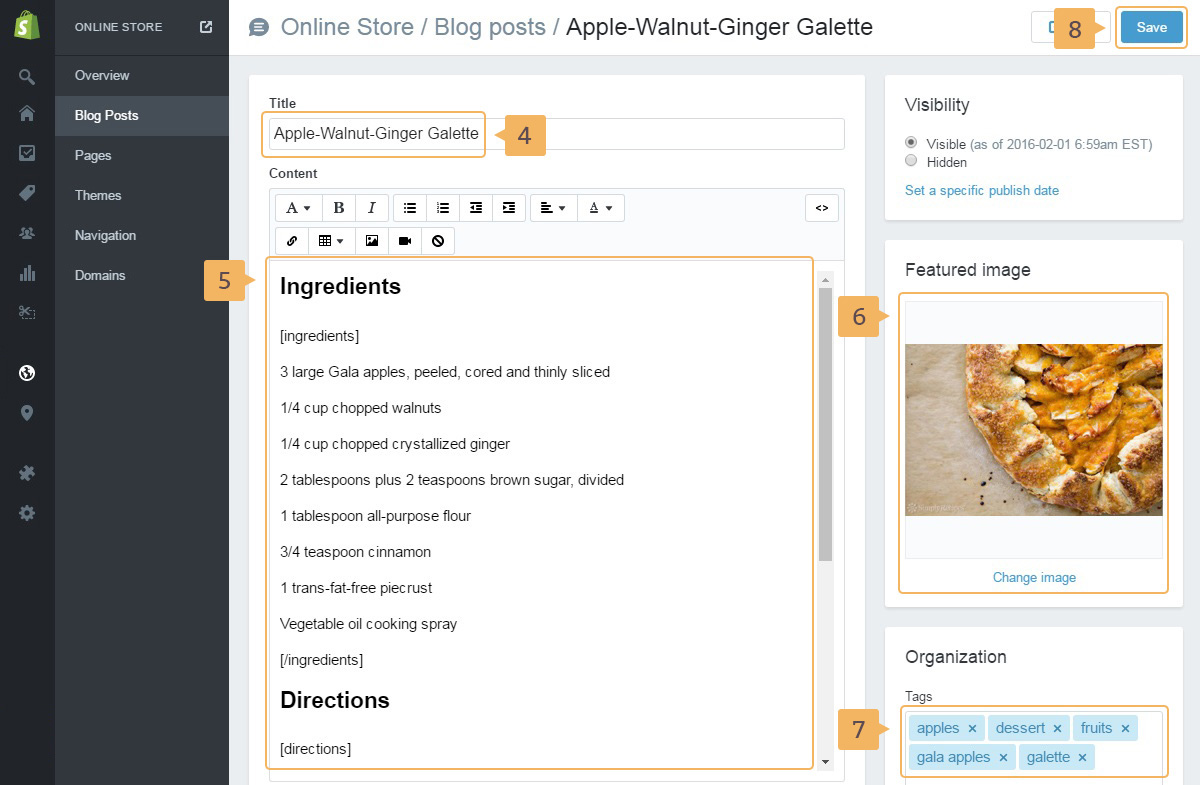 ONLINE STORE
Overview
Blog Posts
Pages
Themes
Navigation
Domains
Online Store / Blog posts / Apple-Walnut-Ginger Galette
8
Save
Title
Apple-Walnut-Ginger Galette
4
Content
A
B
I
A
<>
5
Ingredients
[ingredients]
3 large Gala apples, peeled, cored and thinly sliced
1/4 cup chopped walnuts
1/4 cup chopped crystallized ginger
2 tablespoons plus 2 teaspoons brown sugar, divided
1 tablespoon all-purpose flour
3/4 teaspoon cinnamon
1 trans-fat-free piecrust
Vegetable oil cooking spray
[/ingredients]
Directions
[directions]
Visibility
Visible (as of 2016-02-01 6:59am EST)
Hidden
Set a specific publish date
Featured image
6
Change image
Organization
Tags
7
apples × dessert × fruits ×
gala apples × galette ×